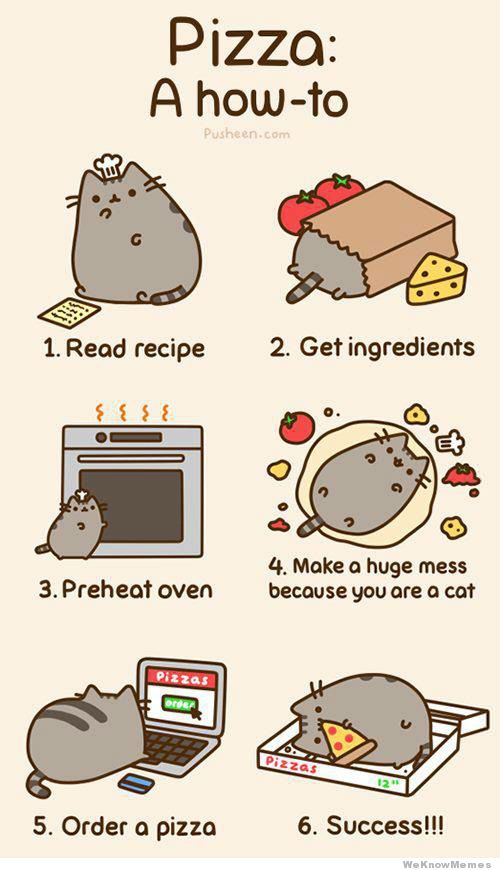 Pizza:
A how-to
Pusheen.com
1. Read recipe
2. Get ingredients
3. Preheat oven
4. Make a huge mess
because you are a cat
Pizzas
order
5. Order a pizza
Pizzas
12"
6. Success!!!
WeKnowMemes